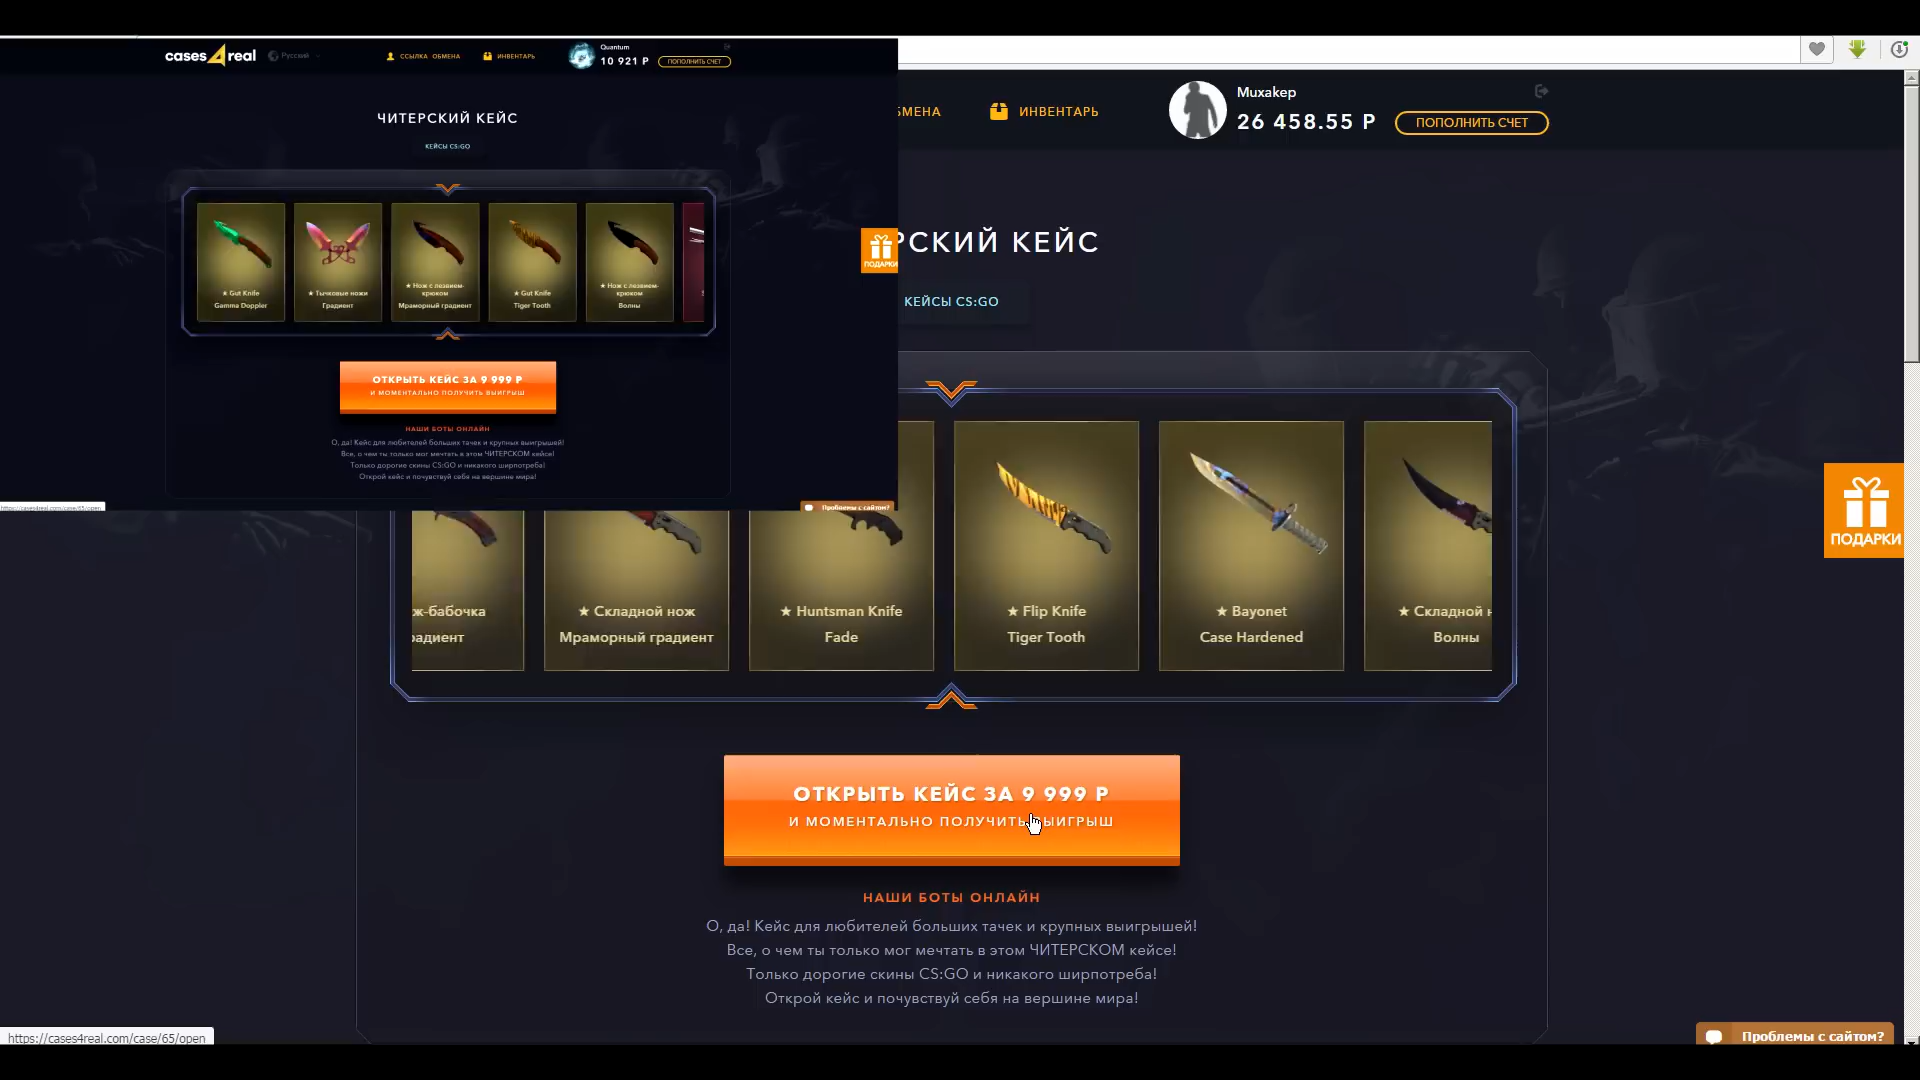 cases4real
Русский
ССЫЛКА ОБМЕНА
ИНВЕНТАРЬ
Quantum
10 921 Р
ПОПОЛНИТЬ СЧЕТ
ЧИТЕРСКИЙ КЕЙС
КЕЙСЫ CS:GO
★ Gut Knife
Gamma Doppler
★ Тычковые ножи
Градиент
★ Нож с лезвием-
крюком
Мраморный градиент
★ Gut Knife
Tiger Tooth
★ Нож с лезвием-
крюком
Волны
ПОДАРКИ
ОТКРЫТЬ КЕЙС ЗА 9 999 Р
И МОМЕНТАЛЬНО ПОЛУЧИТЬ ВЫИГРЫШ
НАШИ БОТЫ ОНЛАЙН
О, да! Кейс для любителей больших тачек и крупных выигрышей!
Все, о чем ты только мог мечтать в этом ЧИТЕРСКОМ кейсе!
Только дорогие скины CS:GO и никакого ширпотреба!
Открой кейс и почувствуй себя на вершине мира!
https://cases4real.com/case/65/open
Проблемы с сайтом?
БМЕНА
ИНВЕНТАРЬ
Muxakep
26 458.55 Р
ПОПОЛНИТЬ СЧЕТ
РСКИЙ КЕЙС
КЕЙСЫ CS:GO
ж-бабочка
радиент
★ Складной нож
Мраморный градиент
★ Huntsman Knife
Fade
★ Flip Knife
Tiger Tooth
★ Bayonet
Case Hardened
★ Складной н
Волны
ПОДАРКИ
ОТКРЫТЬ КЕЙС ЗА 9 999 Р
И МОМЕНТАЛЬНО ПОЛУЧИТЬ ВЫИГРЫШ
НАШИ БОТЫ ОНЛАЙН
О, да! Кейс для любителей больших тачек и крупных выигрышей!
Все, о чем ты только мог мечтать в этом ЧИТЕРСКОМ кейсе!
Только дорогие скины CS:GO и никакого ширпотреба!
Открой кейс и почувствуй себя на вершине мира!
https://cases4real.com/case/65/open
Проблемы с сайтом?